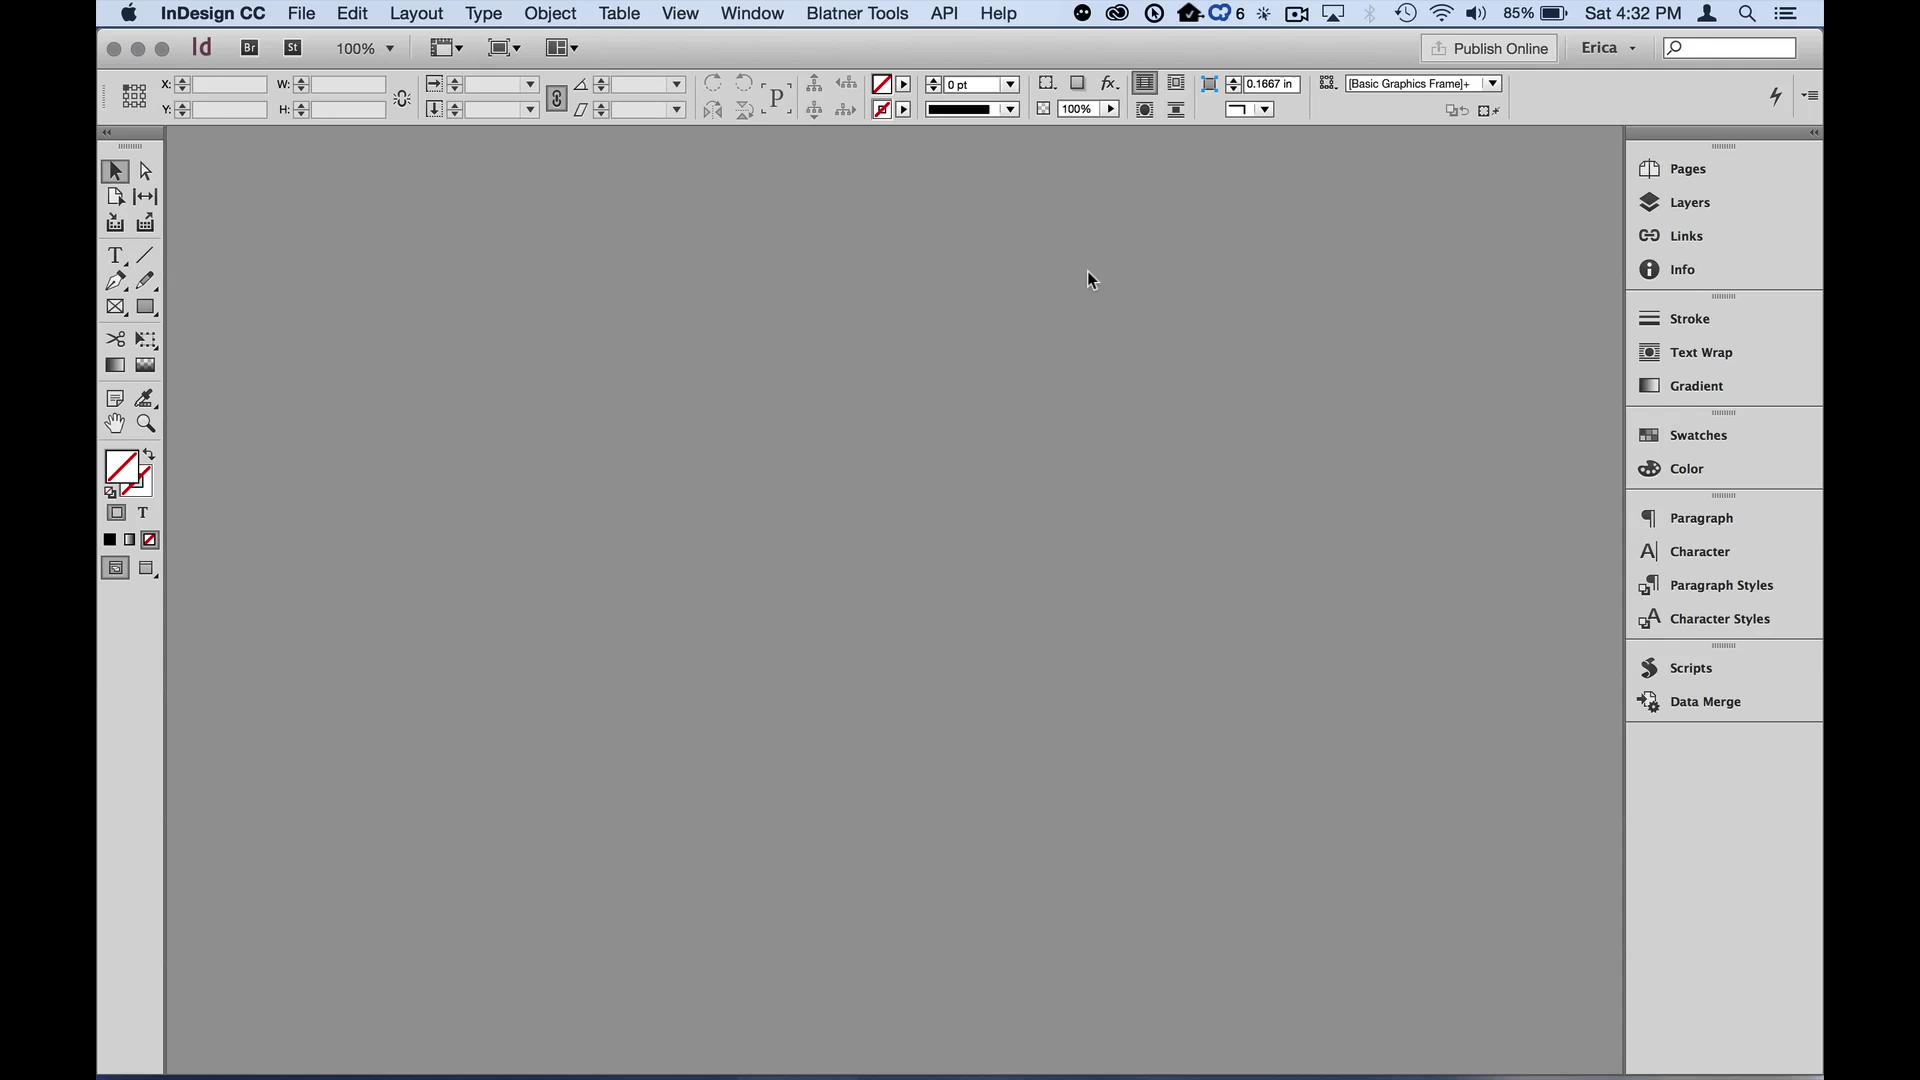 InDesign CC File Edit Layout Type Object Table View Window Blatner Tools API Help 6 85% Sat 4:32 PM
Id Br St 100% Publish Online Erica
X: W: 0 pt fx. 0.1667 in [Basic Graphics Frame]+
Y: H: P 100%
Pages
Layers
Links
Info
T
Stroke
Text Wrap
Gradient
Swatches
Color
T
Paragraph
Character
Paragraph Styles
Character Styles
Scripts
Data Merge